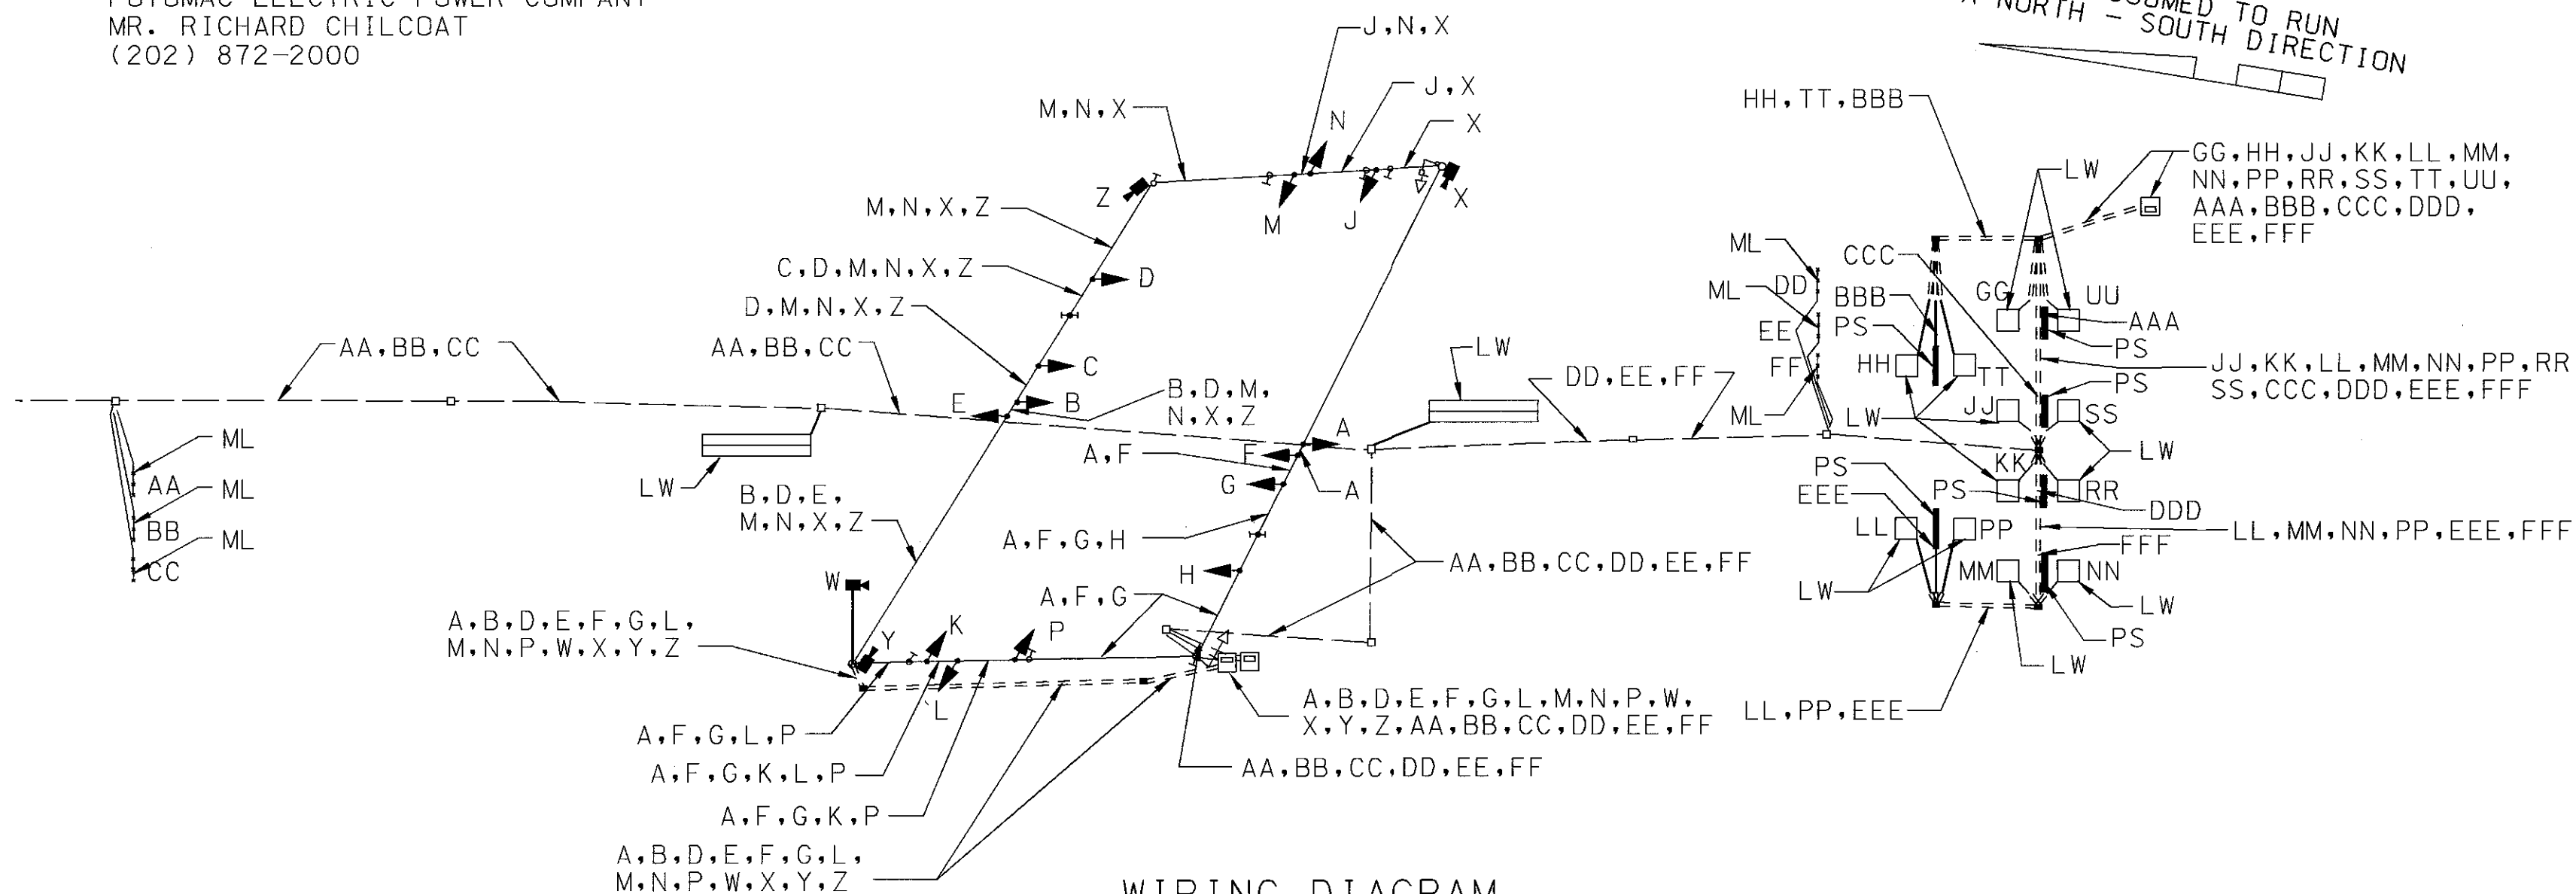 MR. RICHARD CHILCOAT
(202) 872-2000
TO RUN
NORTH - SOUTH DIRECTION
J,N,X
J,X
X
M,N,X
N
Z
M
J
X
M,N,X,Z
C,D,M,N,X,Z
D
D,M,N,X,Z
C
AA,BB,CC
AA,BB,CC
E
B
B,D,M,
N,X,Z
LW
DD,EE,FF
A
F
A,F
G
A
ML
AA
ML
BB
ML
CC
LW
B,D,E,
M,N,X,Z
A,F,G,H
H
A,F,G
AA,BB,CC,DD,EE,FF
W
A,B,D,E,F,G,L,
M,N,P,W,X,Y,Z
Y
K
P
L
A,B,D,E,F,G,L,M,N,P,W,
X,Y,Z,AA,BB,CC,DD,EE,FF
A,F,G,L,P
A,F,G,K,L,P
AA,BB,CC,DD,EE,FF
A,F,G,K,P
A,B,D,E,F,G,L,
M,N,P,W,X,Y,Z
HH,TT,BBB
LW
GG,HH,JJ,KK,LL,MM,
NN,PP,RR,SS,TT,UU,
AAA,BBB,CCC,DDD,
EEE,FFF
ML
DD
ML
EE
FF
ML
CCC
GG
UU
BBB
PS
AAA
PS
HH
TT
JJ,KK,LL,MM,NN,PP,RR
SS,CCC,DDD,EEE,FFF
PS
LW
JJ
SS
LW
KK
PS
EEE
PS
RR
DDD
LL
PP
LL,MM,NN,PP,EEE,FFF
FFF
LW
MM
NN
LW
PS
LW
LL,PP,EEE
WIRING DIAGRAM